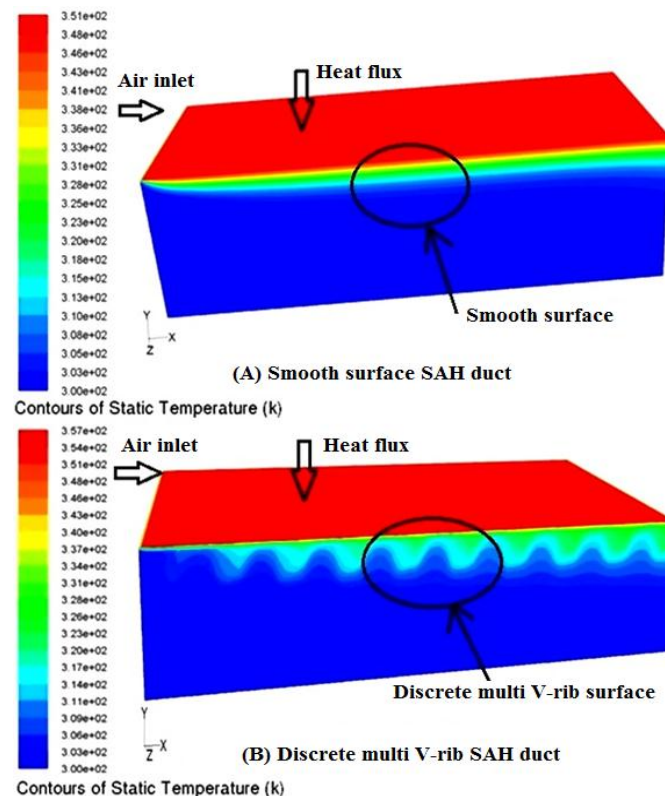 3.51e+02
3.48e+02
3.46e+02
3.43e+02
3.41e+02
3.38e+02
3.36e+02
3.33e+02
3.31e+02
3.28e+02
3.26e+02
3.23e+02
3.20e+02
3.18e+02
3.15e+02
3.13e+02
3.10e+02
3.08e+02
3.05e+02
3.03e+02
3.00e+02
Air inlet
Heat flux
Smooth surface
Y
Z X
(A) Smooth surface SAH duct
Contours of Static Temperature (k)
3.57e+02
3.54e+02
3.51e+02
3.48e+02
3.45e+02
3.43e+02
3.40e+02
3.37e+02
3.34e+02
3.31e+02
3.28e+02
3.26e+02
3.23e+02
3.20e+02
3.17e+02
3.14e+02
3.11e+02
3.08e+02
3.06e+02
3.03e+02
3.00e+02
Air inlet
Heat flux
Discrete multi V-rib surface
Y
Z X
(B) Discrete multi V-rib SAH duct
Contours of Static Temperature (k)